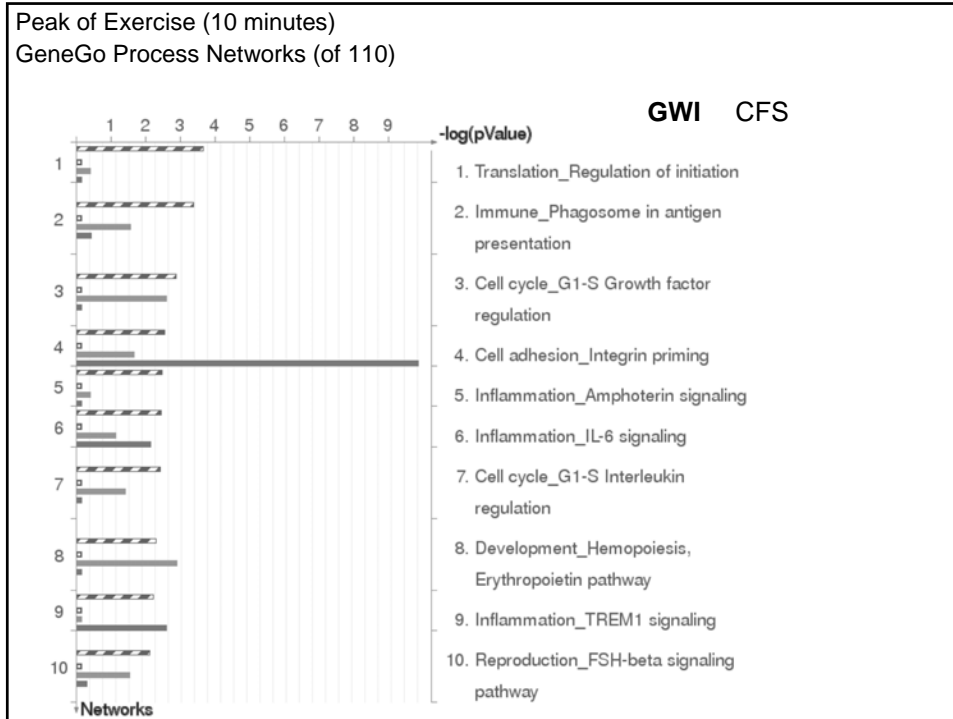 Peak of Exercise (10 minutes)
GeneGo Process Networks (of 110)
GWI CFS
1 2 3 4 5 6 7 8 9
-log(pValue)
1
2
3
4
5
6
7
8
9
10
Networks
1. Translation_Regulation of initiation
2. Immune_Phagosome in antigen
presentation
3. Cell cycle_G1-S Growth factor
regulation
4. Cell adhesion_Integrin priming
5. Inflammation_Amphoterin signaling
6. Inflammation_IL-6 signaling
7. Cell cycle_G1-S Interleukin
regulation
8. Development_Hemopoiesis,
Erythropoietin pathway
9. Inflammation_TREM1 signaling
10. Reproduction_FSH-beta signaling
pathway